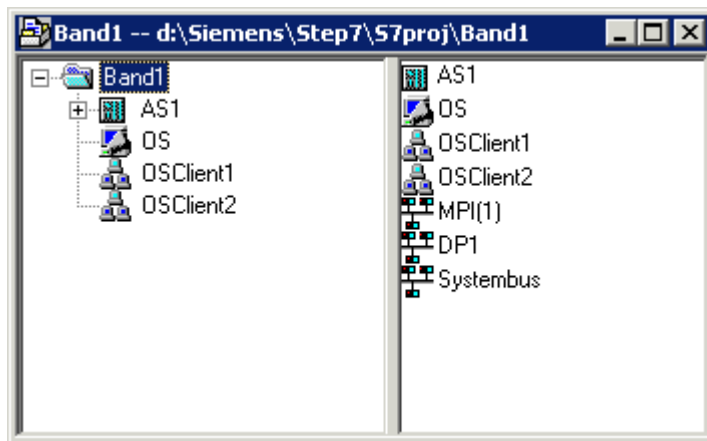 Band1 -- d:\Siemens\Step7\S7proj\Band1
Band1
AS1
OS
OSClient1
OSClient2
AS1
OS
OSClient1
OSClient2
MPI(1)
DP1
Systembus